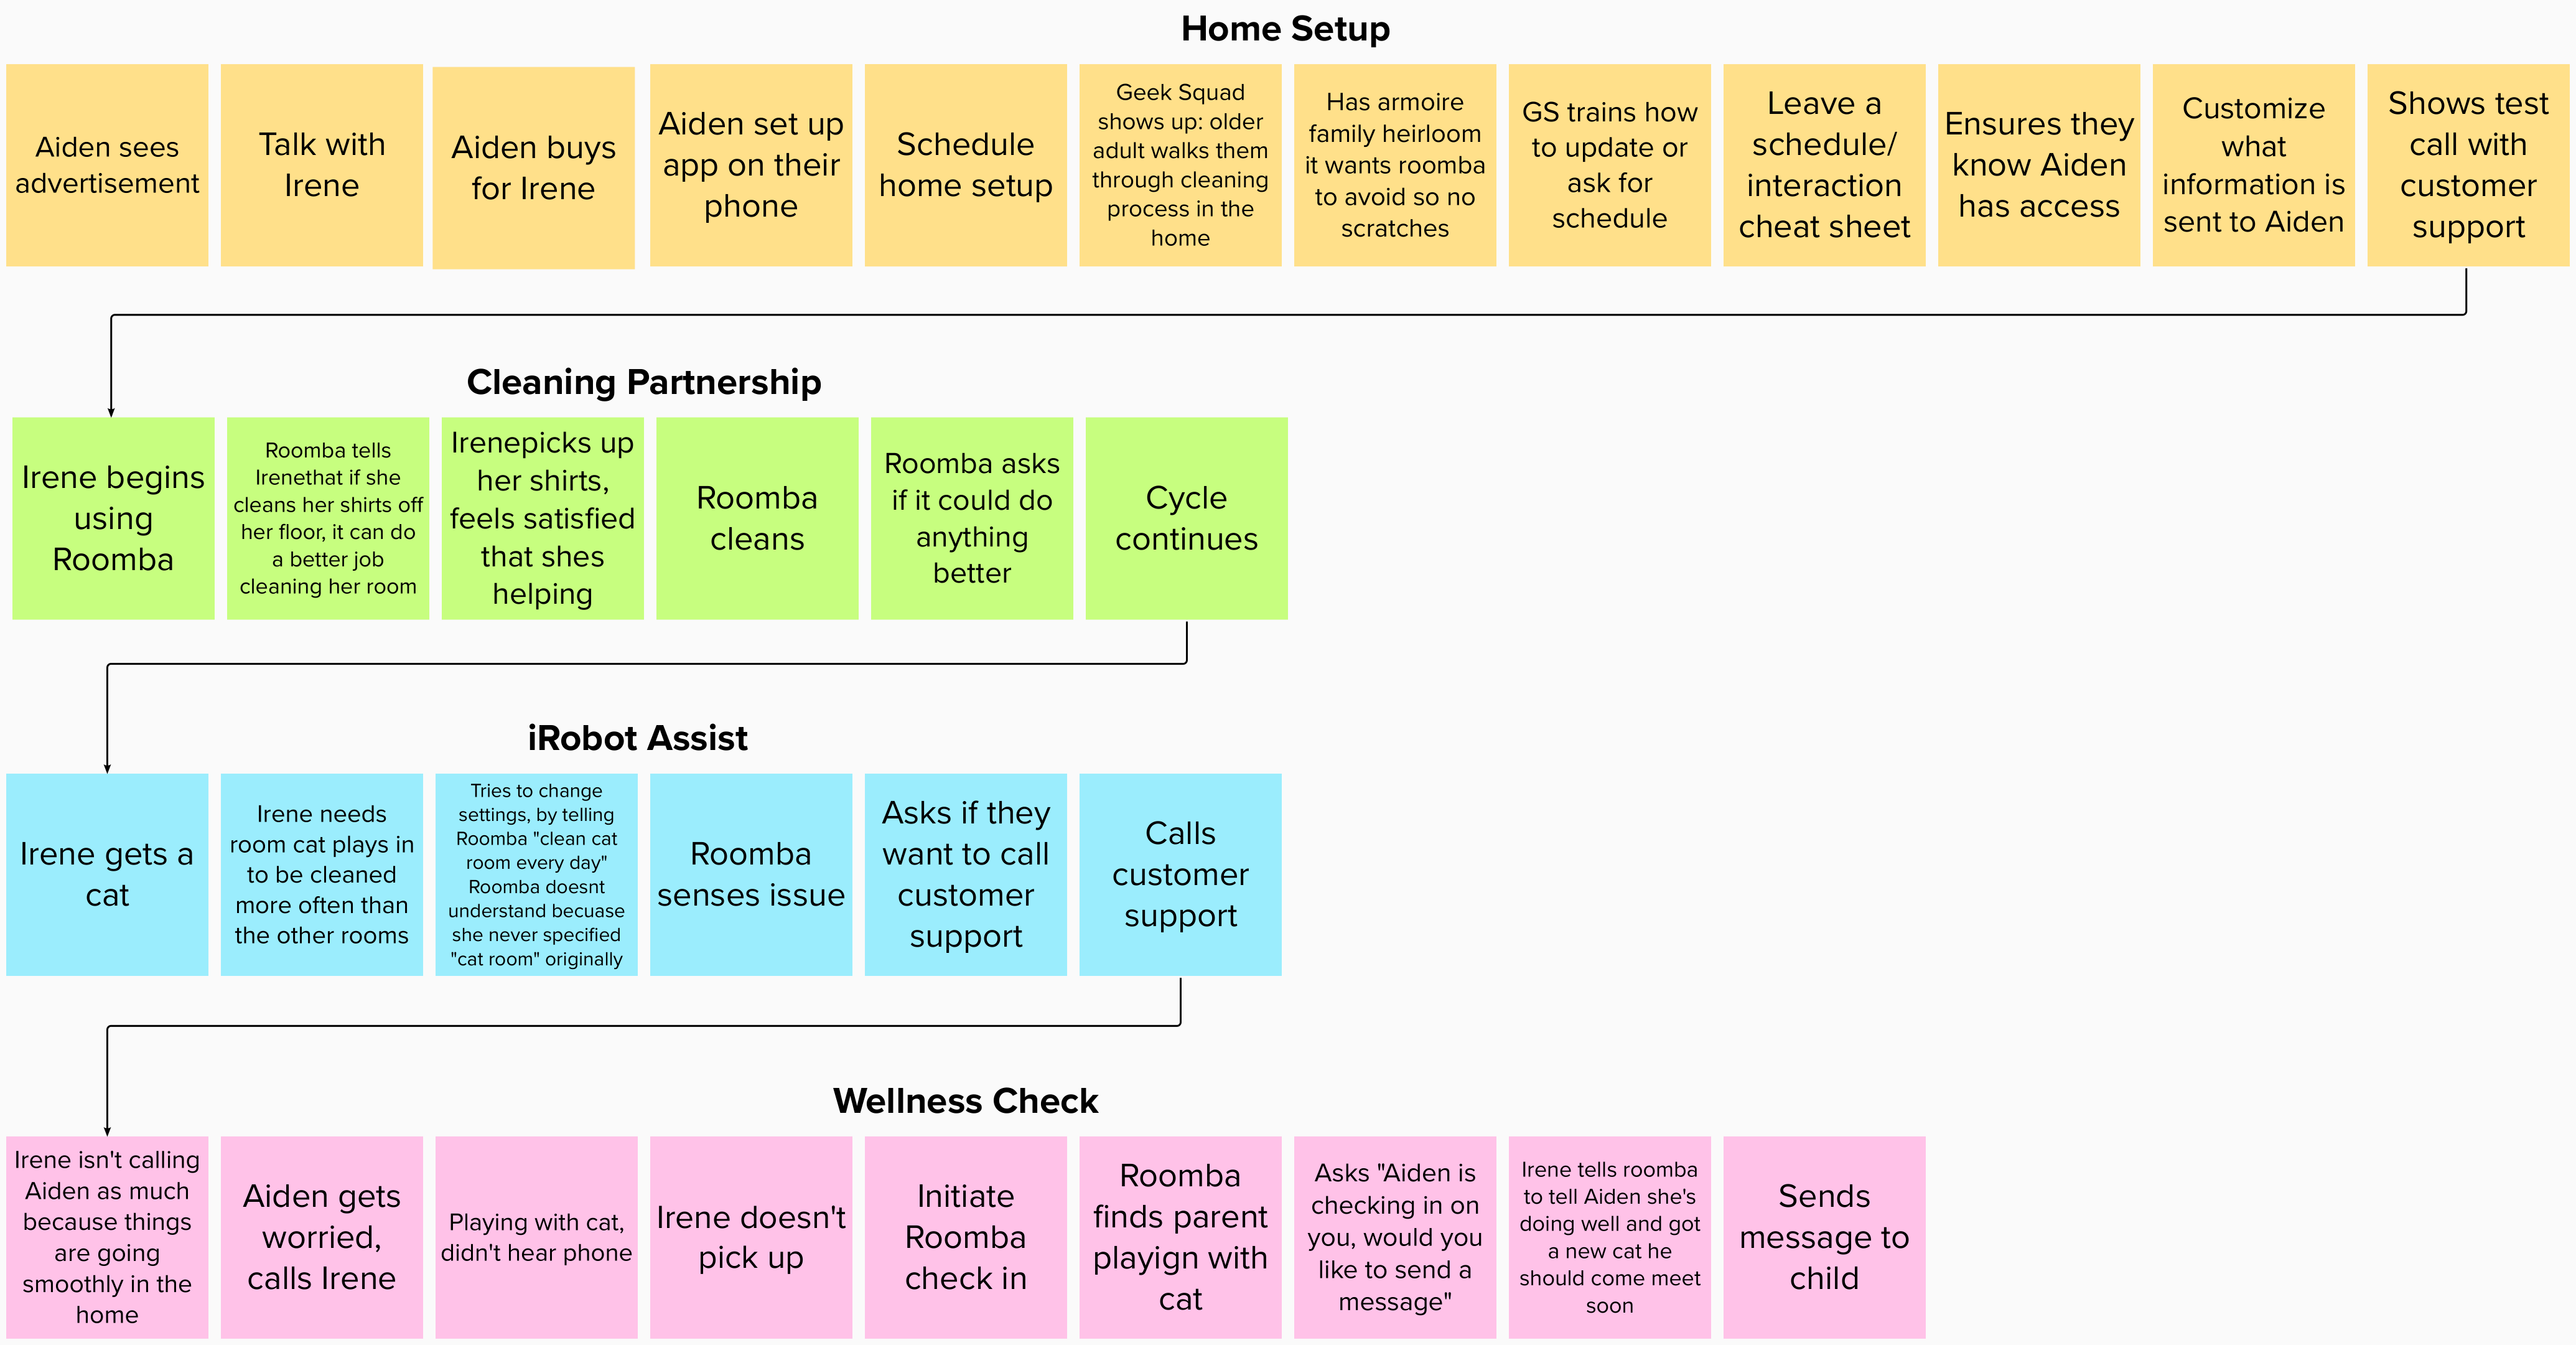 Home Setup
Aiden sees
advertisement
Talk with
Irene
Aiden buys
for Irene
Aiden set up
app on their
phone
Schedule
home setup
Geek Squad
shows up: older
adult walks them
through cleaning
process in the
home
Has armoire
family heirloom
it wants roomba
to avoid so no
scratches
GS trains how
to update or
ask for
schedule
Leave a
schedule/
interaction
cheat sheet
Ensures they
know Aiden
has access
Customize
what
information is
sent to Aiden
Shows test
call with
customer
support
Cleaning Partnership
Irene begins
using
Roomba
Roomba tells
Irenethat if she
cleans her shirts off
her floor, it can do
a better job
cleaning her room
Irenepicks up
her shirts,
feels satisfied
that shes
helping
Roomba
cleans
Roomba asks
if it could do
anything
better
Cycle
continues
iRobot Assist
Irene gets a
cat
Irene needs
room cat plays in
to be cleaned
more often than
the other rooms
Tries to change
settings, by telling
Roomba "clean cat
room every day"
Roomba doesnt
understand becuase
she never specified
"cat room" originally
Roomba
senses issue
Asks if they
want to call
customer
support
Calls
customer
support
Wellness Check
Irene isn't calling
Aiden as much
because things
are going
smoothly in the
home
Aiden gets
worried,
calls Irene
Playing with cat,
didn't hear phone
Irene doesn't
pick up
Initiate
Roomba
check in
Roomba
finds parent
playign with
cat
Asks "Aiden is
checking in on
you, would you
like to send a
message"
Irene tells roomba
to tell Aiden she's
doing well and got
a new cat he
should come meet
soon
Sends
message to
child